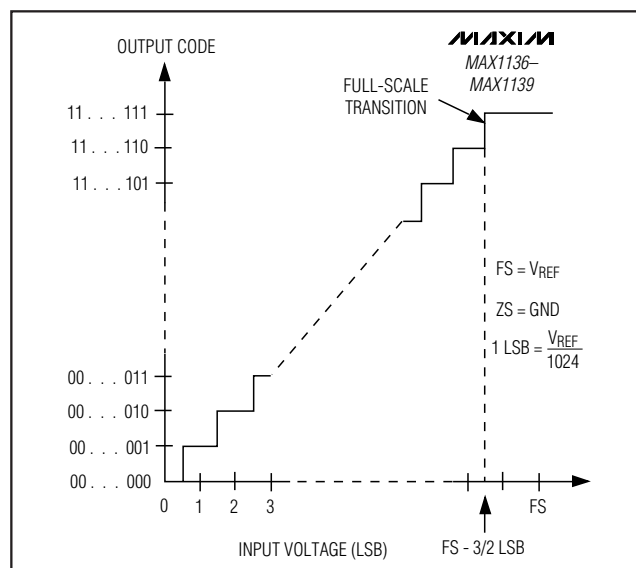 OUTPUT CODE
MAXIM
MAX1136–
MAX1139
FULL-SCALE
TRANSITION
11 . . . 111
11 . . . 110
11 . . . 101
FS = VREF
ZS = GND
1 LSB = VREF
1024
00 . . . 011
00 . . . 010
00 . . . 001
00 . . . 000
0 1 2 3 FS
INPUT VOLTAGE (LSB)
FS - 3/2 LSB